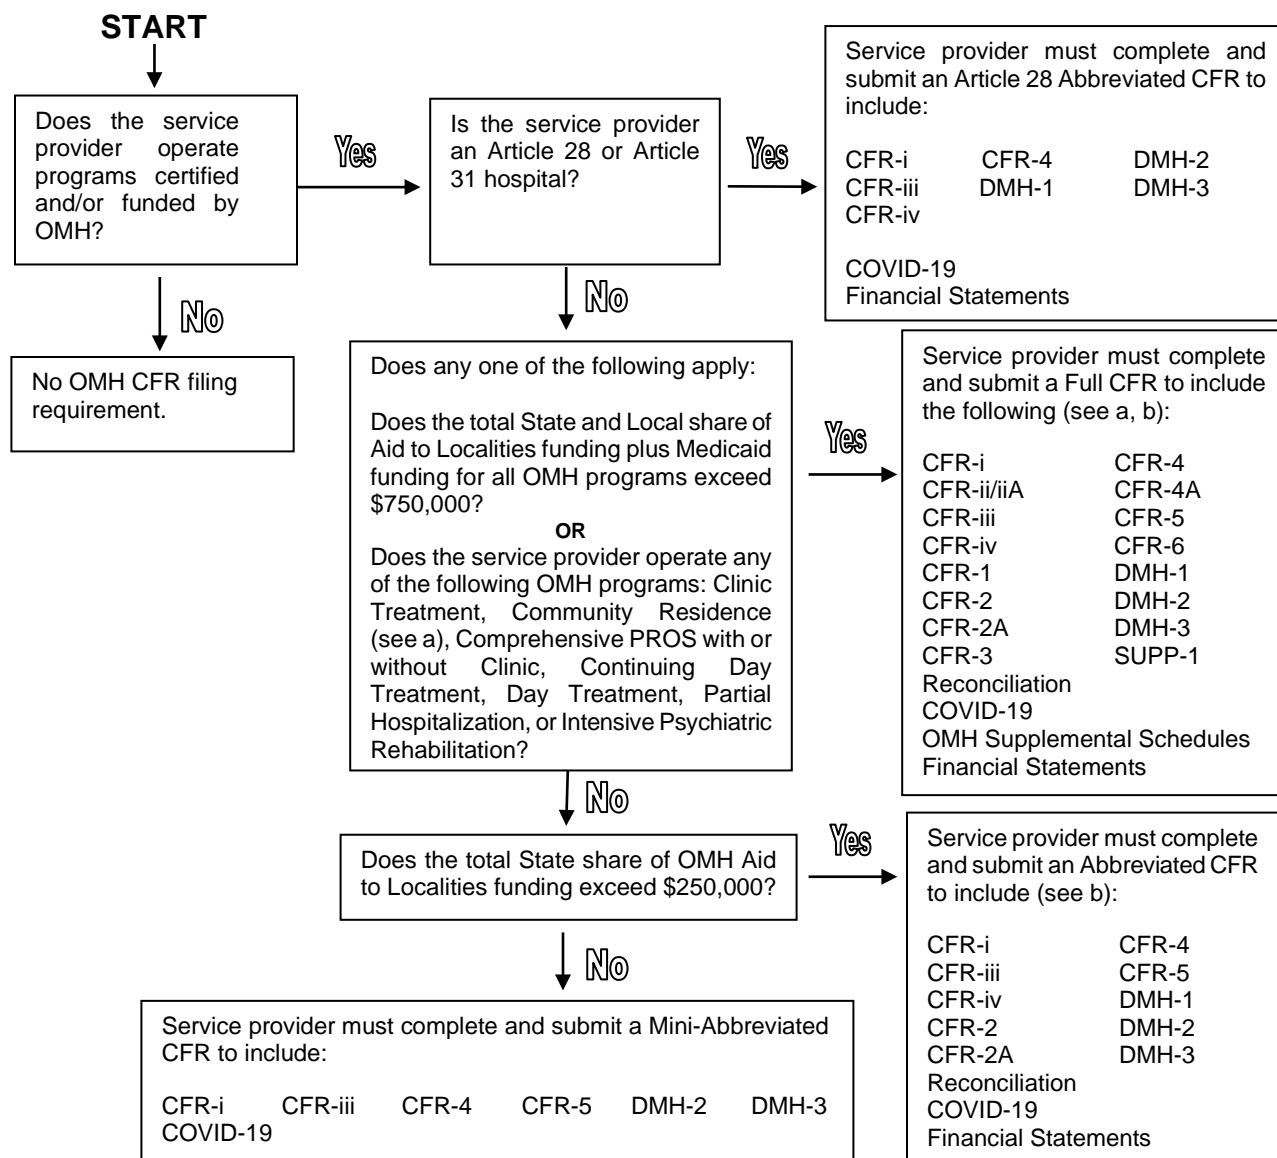 START
Does the service
provider operate
programs certified
and/or funded by
OMH?
Yes
Is the service provider
an Article 28 or Article
31 hospital?
Yes
Service provider must complete and
submit an Article 28 Abbreviated CFR to
include:
CFR-i CFR-4 DMH-2
CFR-iii DMH-1 DMH-3
CFR-iv
COVID-19
Financial Statements
No
No OMH CFR filing
requirement.
No
Does any one of the following apply:
Does the total State and Local share of
Aid to Localities funding plus Medicaid
funding for all OMH programs exceed
$750,000?
OR
Does the service provider operate any
of the following OMH programs: Clinic
Treatment, Community Residence
(see a), Comprehensive PROS with or
without Clinic, Continuing Day
Treatment, Day Treatment, Partial
Hospitalization, or Intensive Psychiatric
Rehabilitation?
Yes
Service provider must complete
and submit a Full CFR to include
the following (see a, b):
CFR-i CFR-4
CFR-ii/iiA CFR-4A
CFR-iii CFR-5
CFR-iv CFR-6
CFR-1 DMH-1
CFR-2 DMH-2
CFR-2A DMH-3
CFR-3 SUPP-1
Reconciliation
COVID-19
OMH Supplemental Schedules
Financial Statements
No
Does the total State share of OMH Aid
to Localities funding exceed $250,000?
Yes
Service provider must complete
and submit an Abbreviated CFR
to include (see b):
CFR-i CFR-4
CFR-iii CFR-5
CFR-iv DMH-1
CFR-2 DMH-2
CFR-2A DMH-3
Reconciliation
COVID-19
Financial Statements
No
Service provider must complete and submit a Mini-Abbreviated
CFR to include:
CFR-i CFR-iii CFR-4 CFR-5 DMH-2 DMH-3
COVID-19